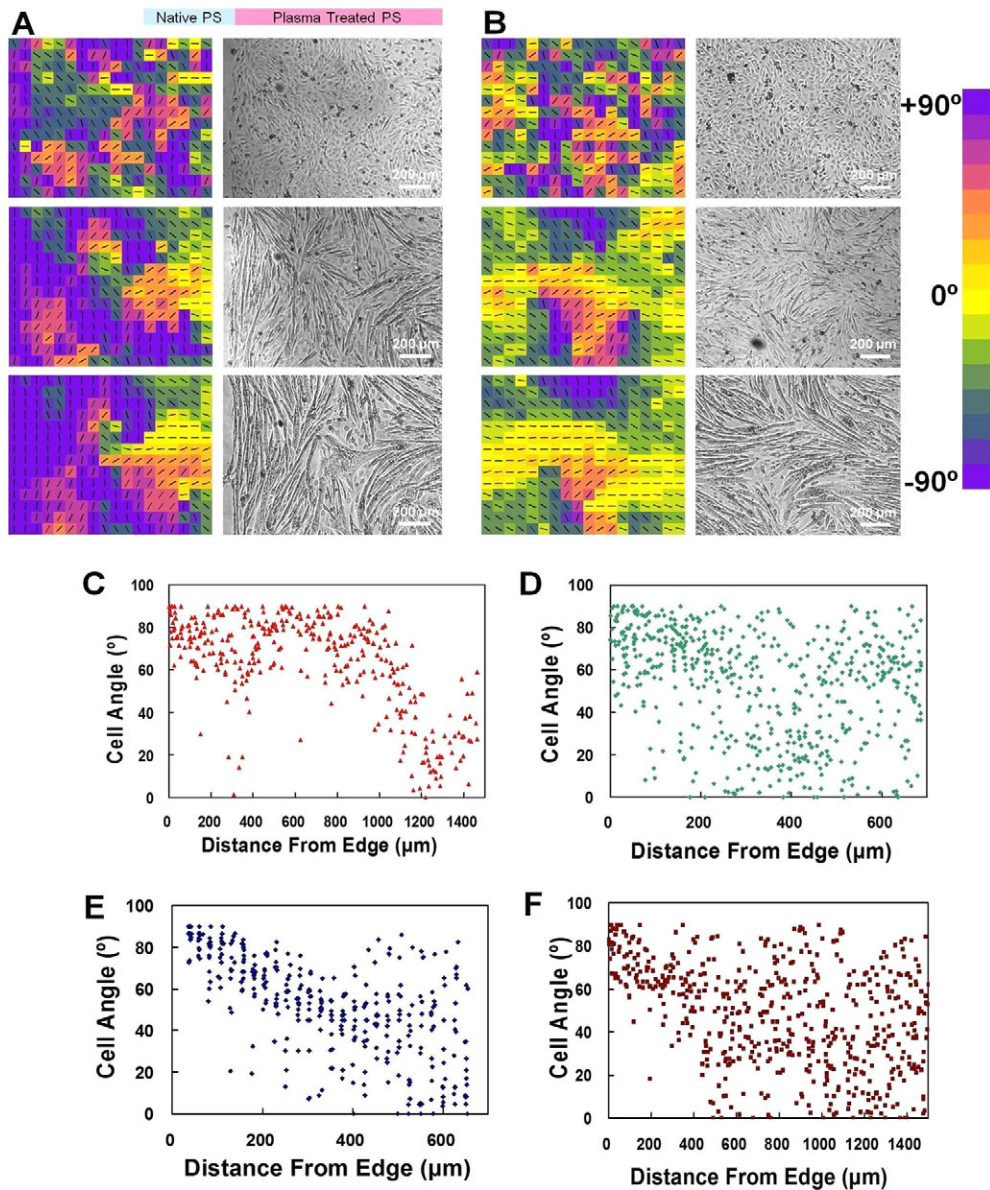 A
Native PS
Plasma Treated PS
B
200 µm
200 µm
+90º
200 µm
200 µm
0º
200 µm
200 µm
-90º
C
100
80
60
40
20
0
Cell Angle (º)
0 200 400 600 800 1000 1200 1400
Distance From Edge (µm)
D
100
80
60
40
20
0
Cell Angle (º)
0 200 400 600
Distance From Edge (µm)
E
100
80
60
40
20
0
Cell Angle (º)
0 200 400 600
Distance From Edge (µm)
F
100
80
60
40
20
0
Cell Angle (º)
0 200 400 600 800 1000 1200 1400
Distance From Edge (µm)